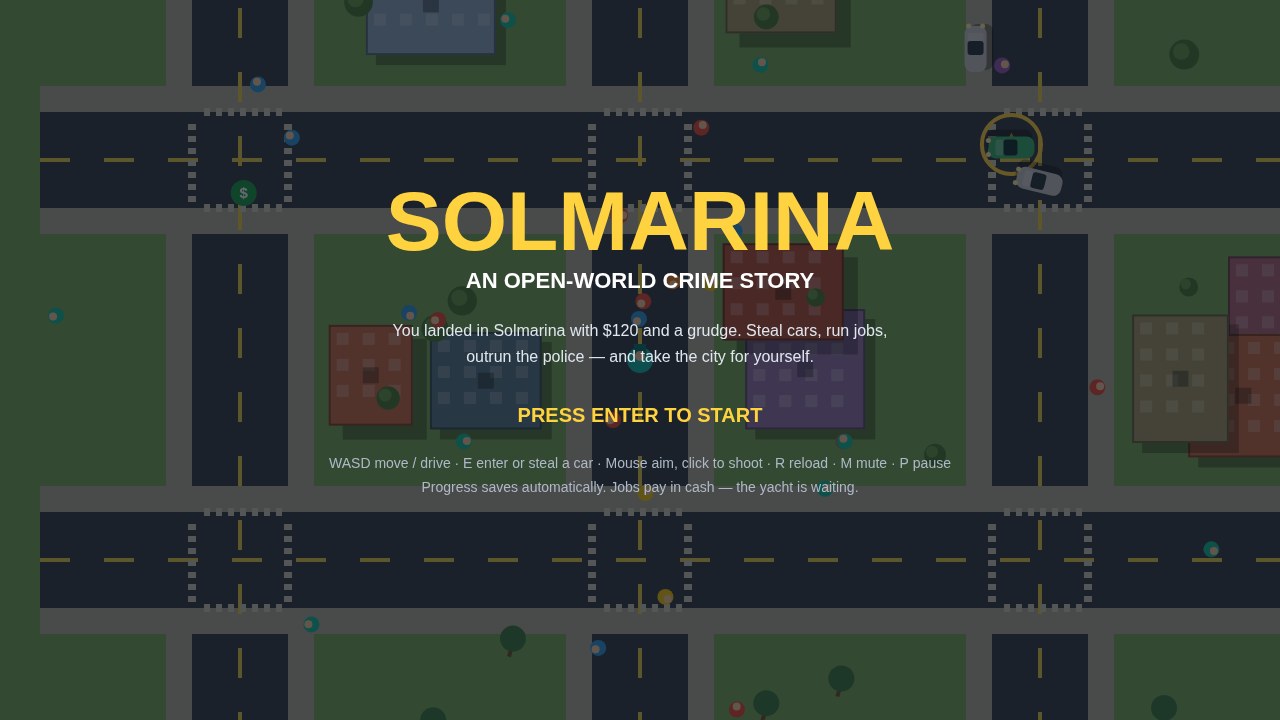 $
SOLMARINA
AN OPEN-WORLD CRIME STORY
You landed in Solmarina with $120 and a grudge. Steal cars, run jobs,
outrun the police — and take the city for yourself.
PRESS ENTER TO START
WASD move / drive · E enter or steal a car · Mouse aim, click to shoot · R reload · M mute · P pause
Progress saves automatically. Jobs pay in cash — the yacht is waiting.